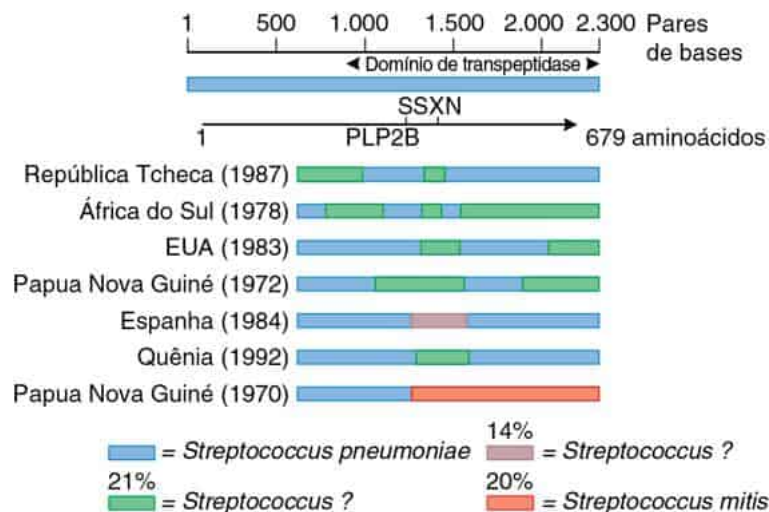 1 500 1.000 1.500 2.000 2.300 Pares de bases
Domínio de transpeptidase
SSXN
1 PLP2B 679 aminoácidos
República Tcheca (1987)
África do Sul (1978)
EUA (1983)
Papua Nova Guiné (1972)
Espanha (1984)
Quênia (1992)
Papua Nova Guiné (1970)
= Streptococcus pneumoniae
14%
= Streptococcus ?
21%
= Streptococcus ?
20%
= Streptococcus mitis